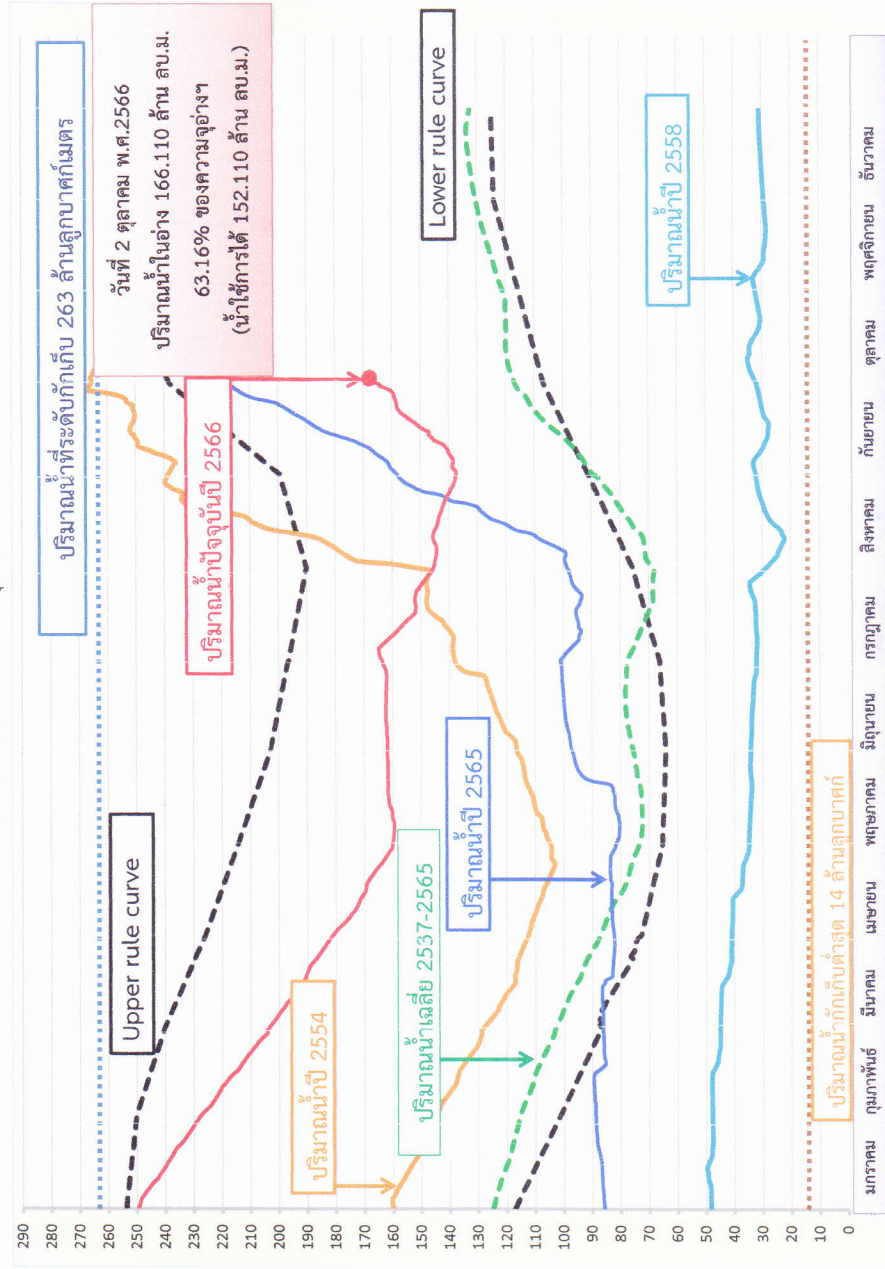 ปริมาณน้ำที่ระดับกักเก็บ 263 ล้านลูกบาศก์เมตร
วันที่ 2 ตุลาคม พ.ศ.2566
ปริมาณน้ำในอ่าง 166.110 ล้าน ลบ.ม.
63.16% ของความจุอ่างฯ
(น้ำใช้การได้ 152.110 ล้าน ลบ.ม.)
Upper rule curve
ปริมาณน้ำปัจจุบันปี 2566
ปริมาณน้ำปี 2554
ปริมาณน้ำเฉลี่ย 2537-2565
ปริมาณน้ำปี 2565
Lower rule curve
ปริมาณน้ำปี 2558
ปริมาณน้ำกักเก็บต่ำสุด 14 ล้านลูกบาศก์
290
280
270
260
250
240
230
220
210
200
190
180
170
160
150
140
130
120
110
100
90
80
70
60
50
40
30
20
10
0
มกราคม กุมภาพันธ์ มีนาคม เมษายน พฤษภาคม มิถุนายน กรกฎาคม สิงหาคม กันยายน ตุลาคม พฤศจิกายน ธันวาคม